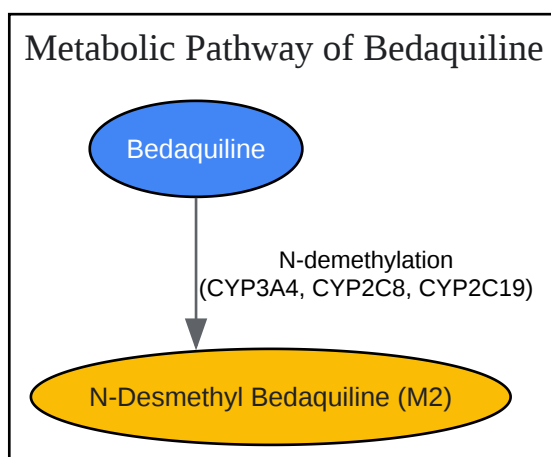 Metabolic Pathway of Bedaquiline
Bedaquiline
N-demethylation
(CYP3A4, CYP2C8, CYP2C19)
N-Desmethyl Bedaquiline (M2)